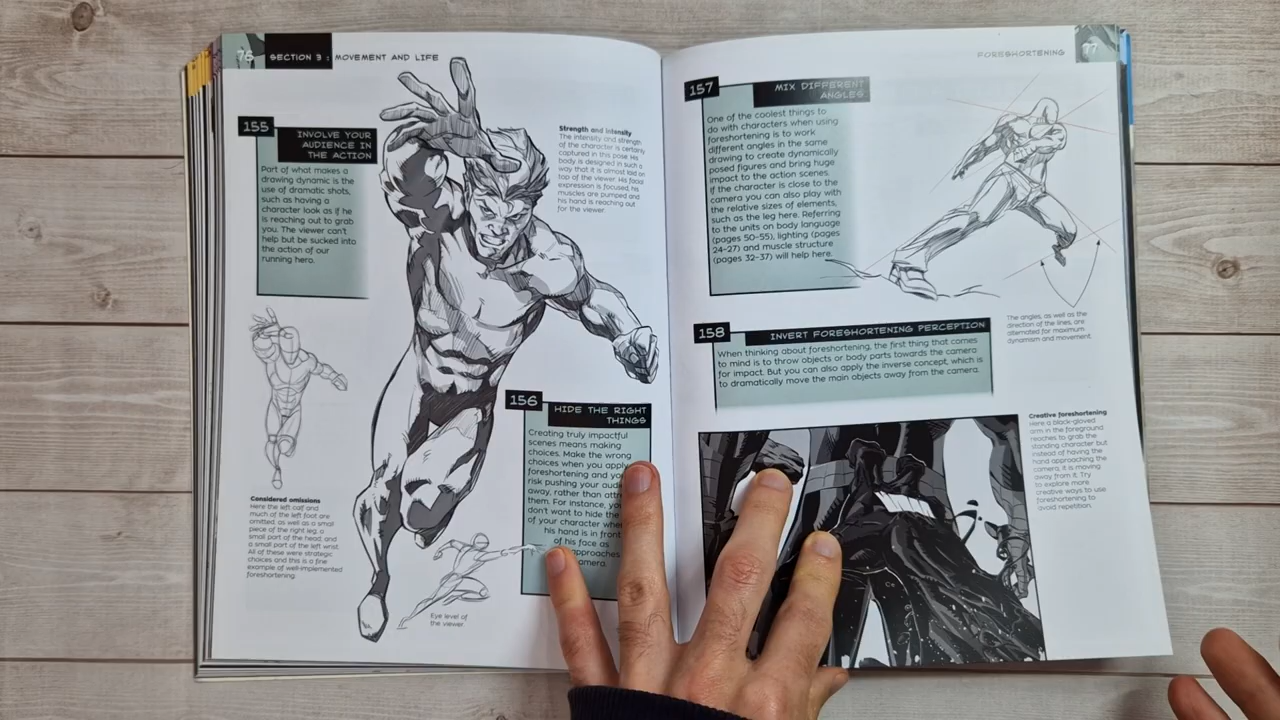 76 SECTION 3 : MOVEMENT AND LIFE
155
INVOLVE YOUR
AUDIENCE IN
THE ACTION
Part of what makes a
drawing dynamic is the
use of dramatic shots,
such as having a
character look as if he
is reaching out to grab
you. The viewer can't
help but be sucked into
the action of our
running hero.
Strength and intensity
The intensity and strength
of the character is certainly
captured in this pose. His
body is designed in such a
way that it is almost laid on
top of the viewer. His facial
expression is focused, his
muscles are pumped and
his hand is reaching out
for the viewer.
Considered omissions
Here the left calf and
much of the left foot are
omitted, as well as a small
piece of the right leg, a
small part of the head, and
a small part of the left wrist.
All of these were strategic
choices and this is a fine
example of well-implemented
foreshortening.
156
HIDE THE RIGHT
THINGS
Creating truly impactful
scenes means making
choices. Make the wrong
choices when you apply
foreshortening and you
risk pushing your
away, rather than
them. For instance, you
don't want to hide the
of your character
his hand is in front
of his face as
approaches
Eye level of
the viewer
FORESHORTENING 77
157
MIX DIFFERENT
ANGLES
One of the coolest things to
do with characters when using
foreshortening is to work
different angles in the same
drawing to create dynamically
posed figures and bring huge
impact to the action scenes.
If the character is close to the
camera you can also play with
the relative sizes of elements,
such as the leg here. Referring
to the units on body language
(pages 50-55), lighting (pages
24-27) and muscle structure
(pages 32-37) will help here.
The angles, as well as the
direction of the lines, are
alternated for maximum
dynamism and movement.
158
INVERT FORESHORTENING PERCEPTION
When thinking about foreshortening, the first thing that comes
to mind is to throw objects or body parts towards the camera
for impact. But you can also apply the inverse concept, which is
to dramatically move the main objects away from the camera.
Creative foreshortening
Here a black-gloved
arm in the foreground
reaches to grab the
standing character but
instead of having the
hand approaching the
camera, it is moving
away from it. Try
to explore more
creative ways to use
foreshortening to
avoid repetition.